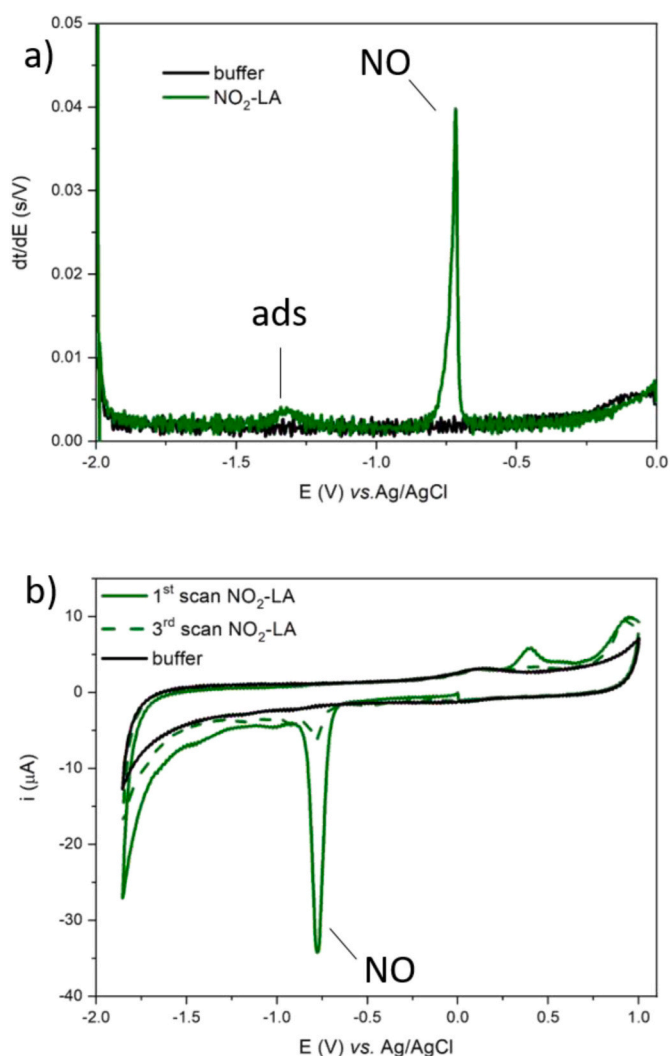 a)
buffer
NO₂-LA
NO
ads
dt/dE (s/V)
0.05
0.04
0.03
0.02
0.01
0.00
-2.0 -1.5 -1.0 -0.5 0.0
E (V) vs.Ag/AgCl
b)
1st scan NO₂-LA
3rd scan NO₂-LA
buffer
NO
i (µA)
10
0
-10
-20
-30
-40
-2.0 -1.5 -1.0 -0.5 0.0 0.5 1.0
E (V) vs. Ag/AgCl